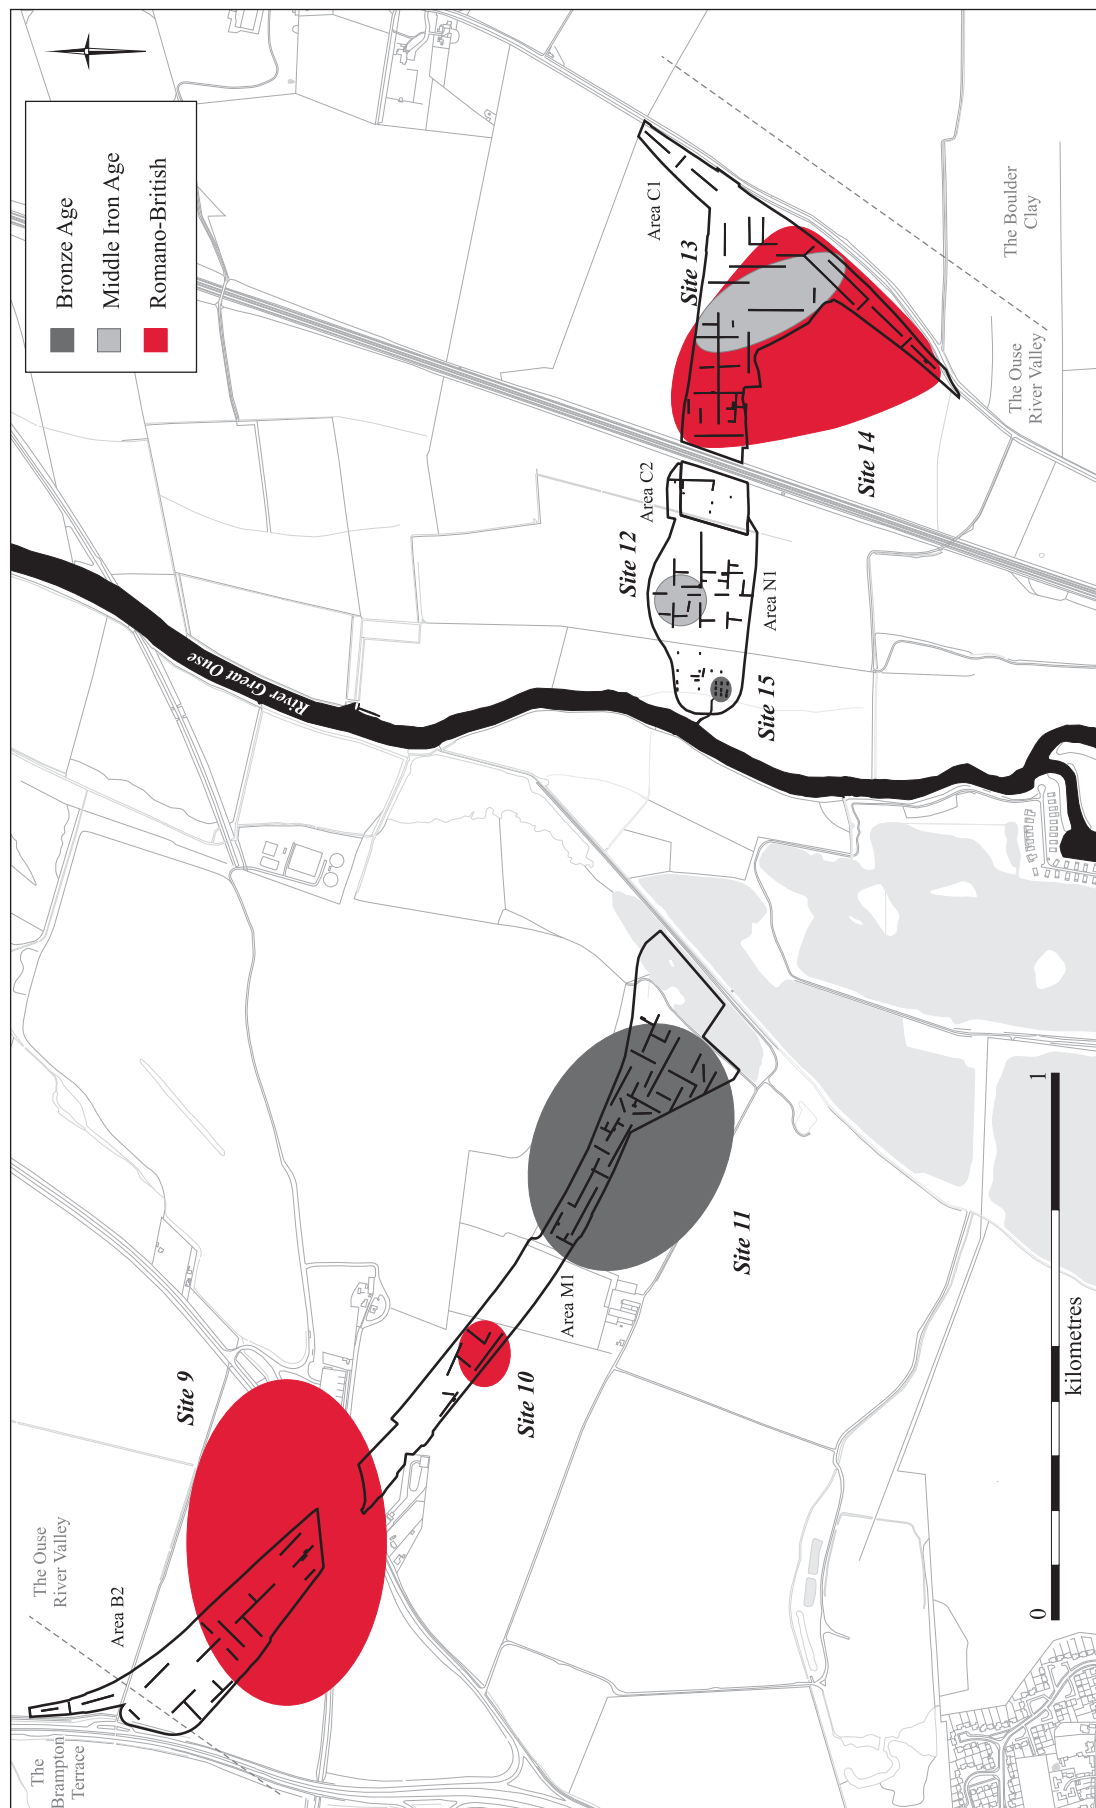 Bronze Age
Middle Iron Age
Romano-British
River Great Ouse
The
Brampton
Terrace
The Ouse
River Valley
Area B2
Site 9
Site 10
Area M1
Site 11
Site 15
Site 12
Area N1
Area C2
Site 13
Area C1
Site 14
The Ouse
River Valley
The Boulder
Clay
0
1
kilometres